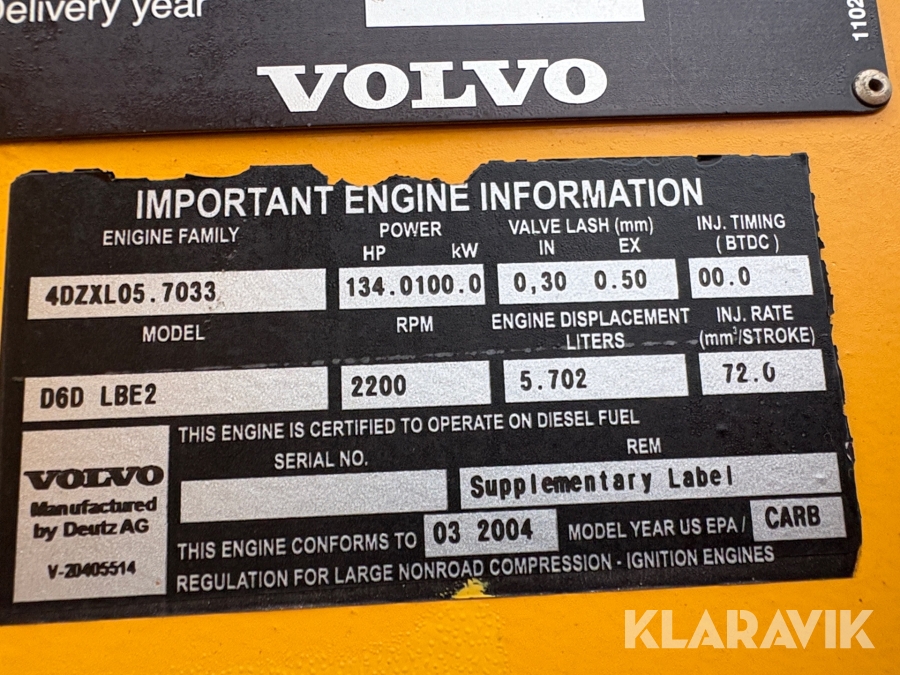 Delivery year
1102
VOLVO
IMPORTANT ENGINE INFORMATION
ENIGINE FAMILY
POWER
HP kW
VALVE LASH (mm)
IN EX
INJ. TIMING
( BTDC )
4DZXL05.7033
134.0100.0
0,30 0.50
00.0
MODEL
RPM
ENGINE DISPLACEMENT
LITERS
INJ. RATE
(mm³/STROKE)
D6D LBE2
2200
5.702
72.0
THIS ENGINE IS CERTIFIED TO OPERATE ON DIESEL FUEL
SERIAL NO.
REM
Supplementary Label
VOLVO
Manufactured
by Deutz AG
V-20405514
THIS ENGINE CONFORMS TO 03 2004 MODEL YEAR US EPA / CARB
REGULATION FOR LARGE NONROAD COMPRESSION - IGNITION ENGINES
KLARAVIK